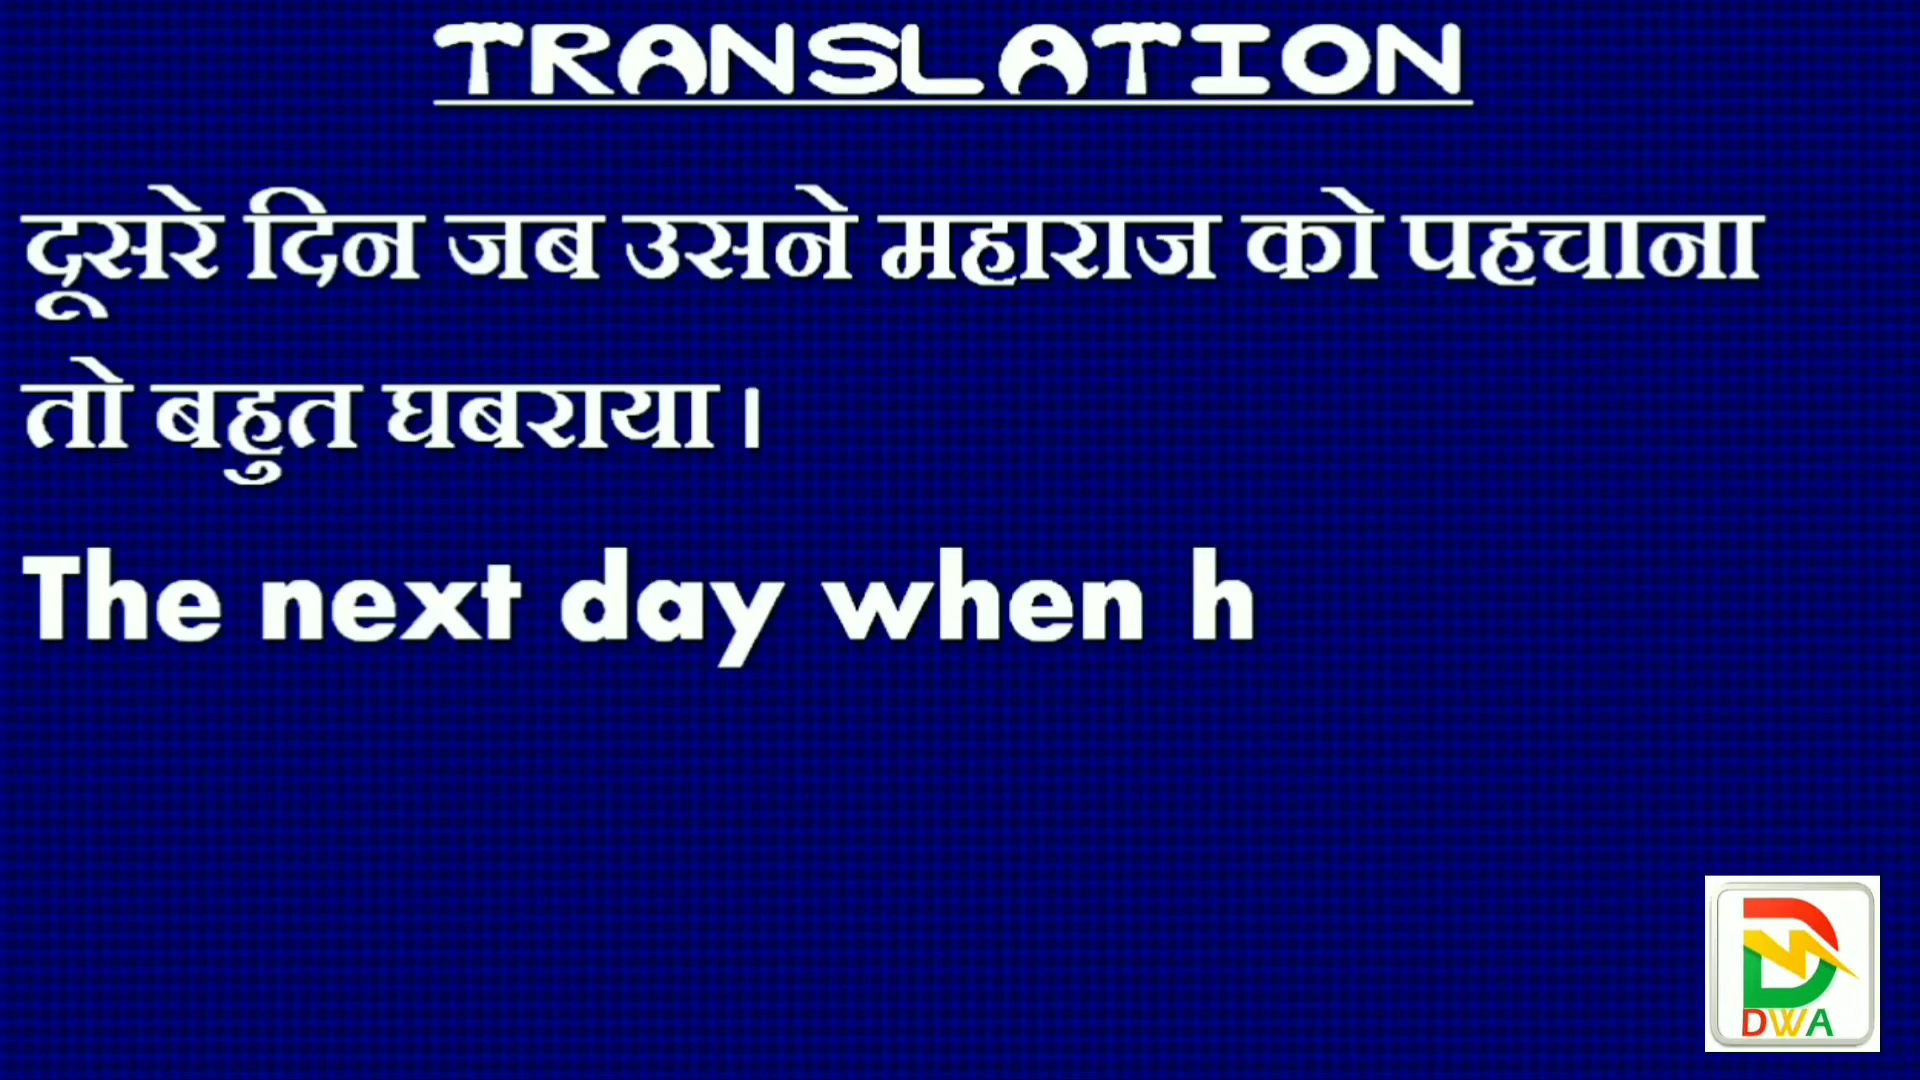 TRANSLATION
दूसरे दिन जब उसने महाराज को पहचाना
तो बहुत घबराया।
The next day when h
DWA